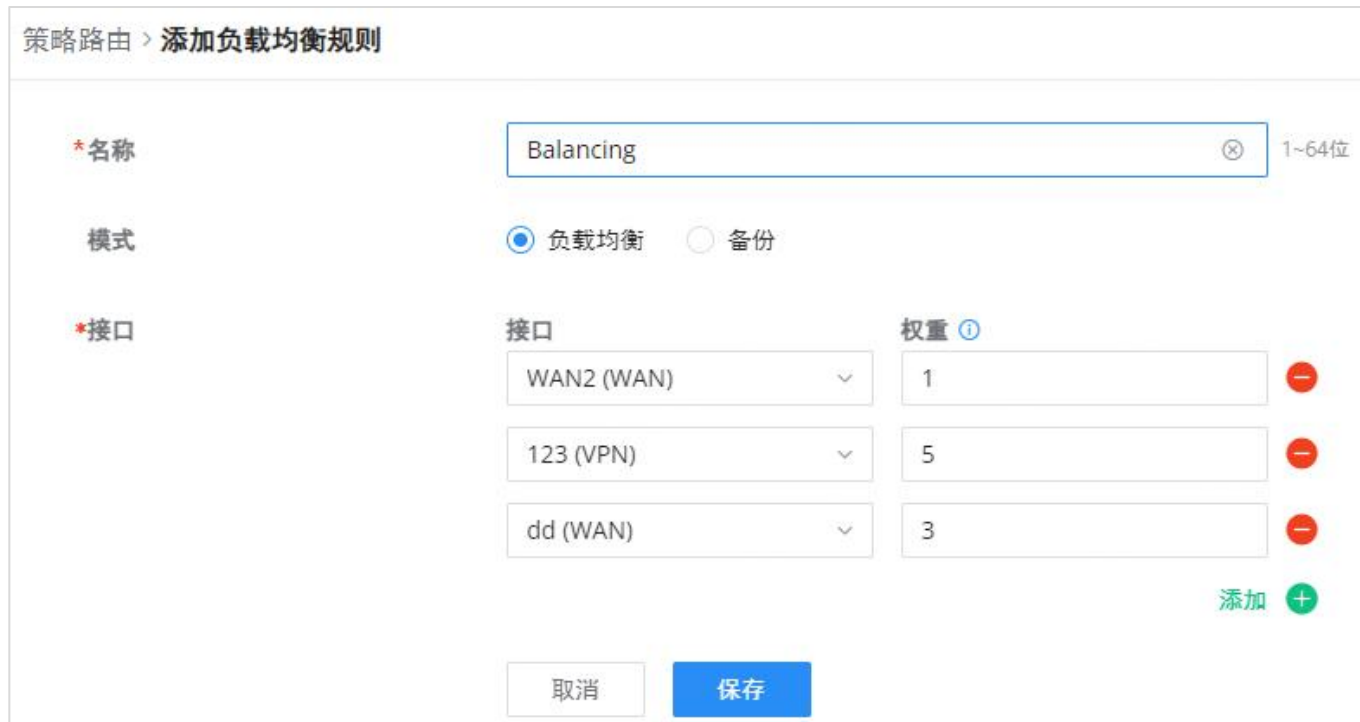 策略路由 > 添加负载均衡规则
*名称 Balancing 1~64位
模式 负载均衡 备份
*接口 接口 权重
WAN2 (WAN) 1
123 (VPN) 5
dd (WAN) 3
添加
取消 保存